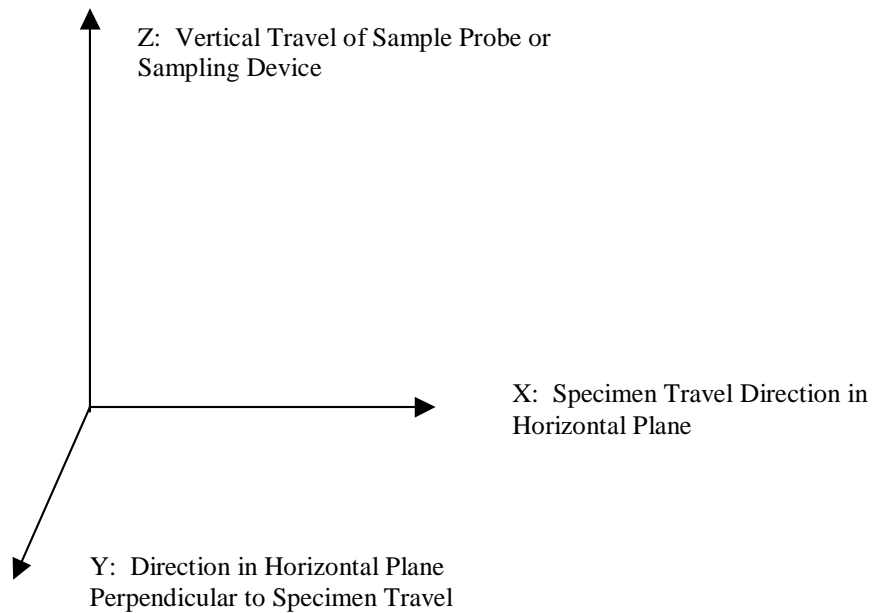 Z: Vertical Travel of Sample Probe or
Sampling Device
X: Specimen Travel Direction in
Horizontal Plane
Y: Direction in Horizontal Plane
Perpendicular to Specimen Travel